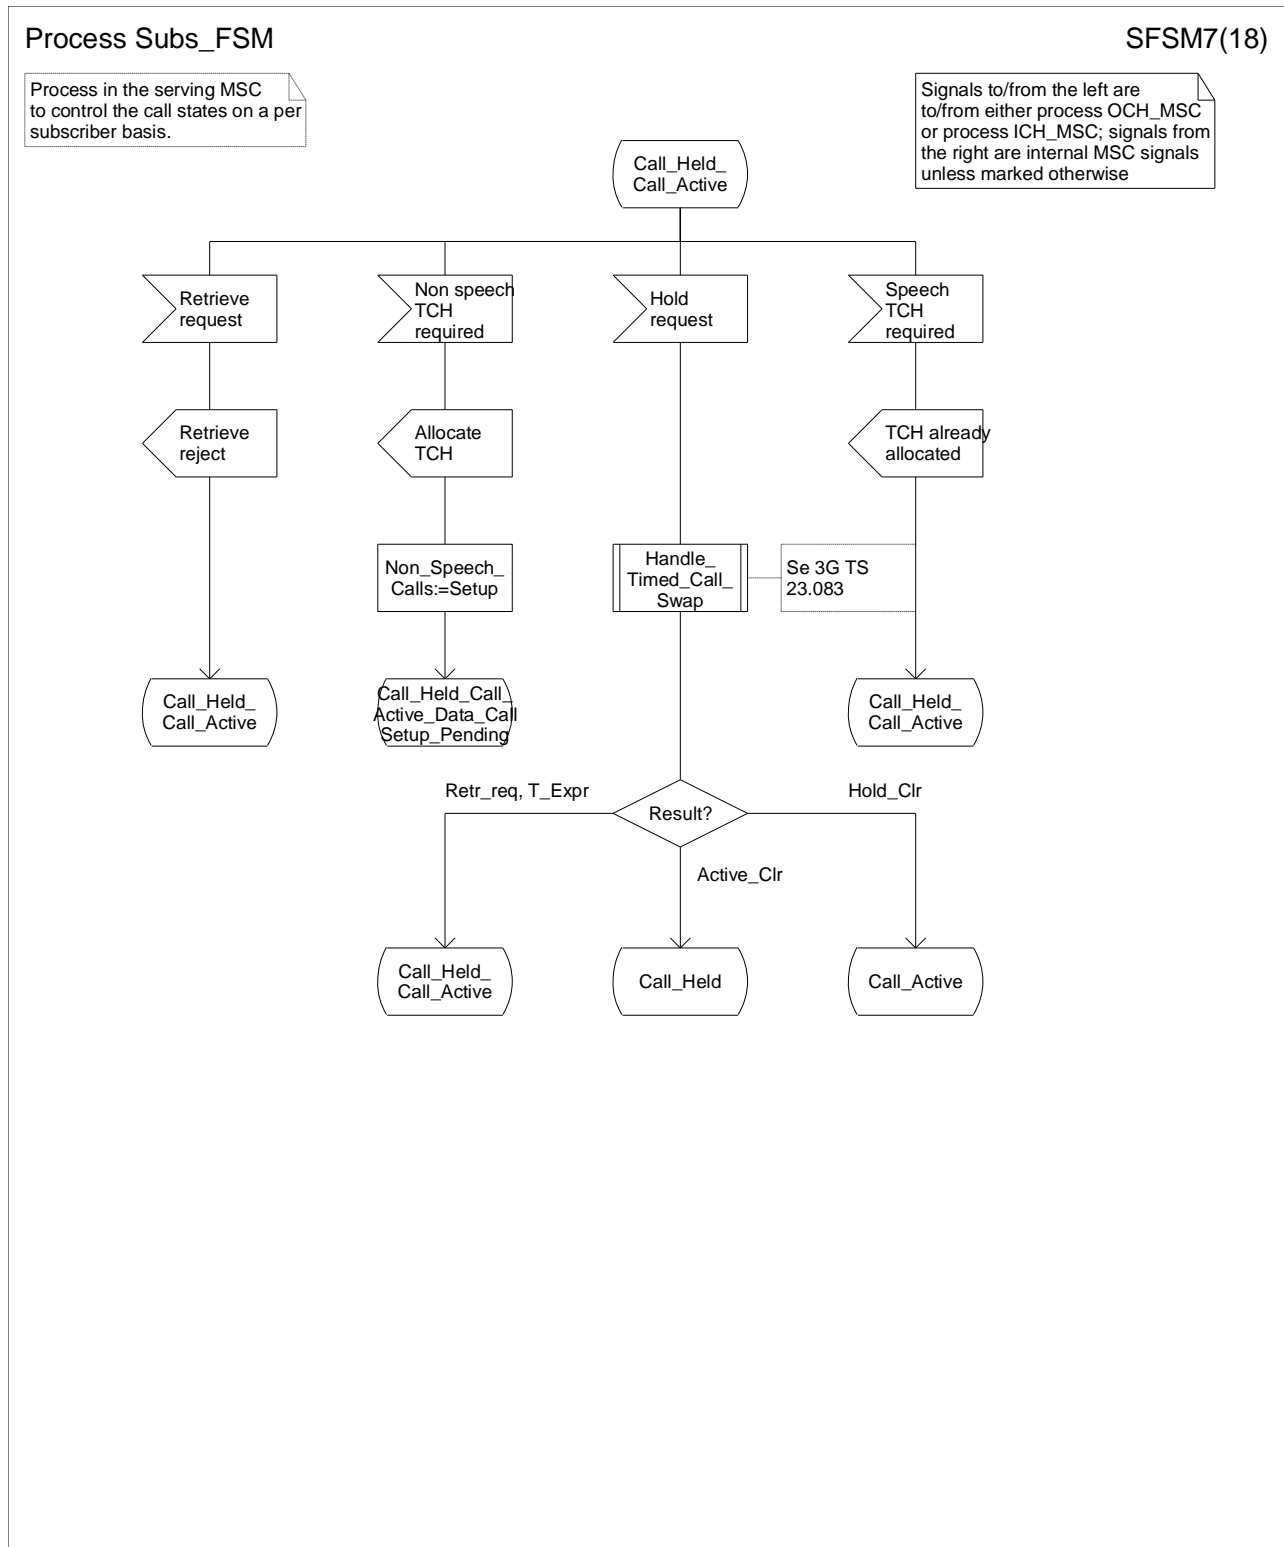 Process Subs_FSM
SFSM7(18)
Process in the serving MSC
to control the call states on a per
subscriber basis.
Signals to/from the left are
to/from either process OCH_MSC
or process ICH_MSC; signals from
the right are internal MSC signals
unless marked otherwise
Call_Held_
Call_Active
Retrieve
request
Non speech
TCH
required
Hold
request
Speech
TCH
required
Retrieve
reject
Allocate
TCH
TCH already
allocated
Non_Speech_
Calls:=Setup
Handle_
Timed_Call_
Swap
Se 3G TS
23.083
Call_Held_
Call_Active
Call_Held_Call_
Active_Data_Call
Setup_Pending
Call_Held_
Call_Active
Retr_req, T_Expr
Result?
Hold_Clr
Active_Clr
Call_Held_
Call_Active
Call_Held
Call_Active